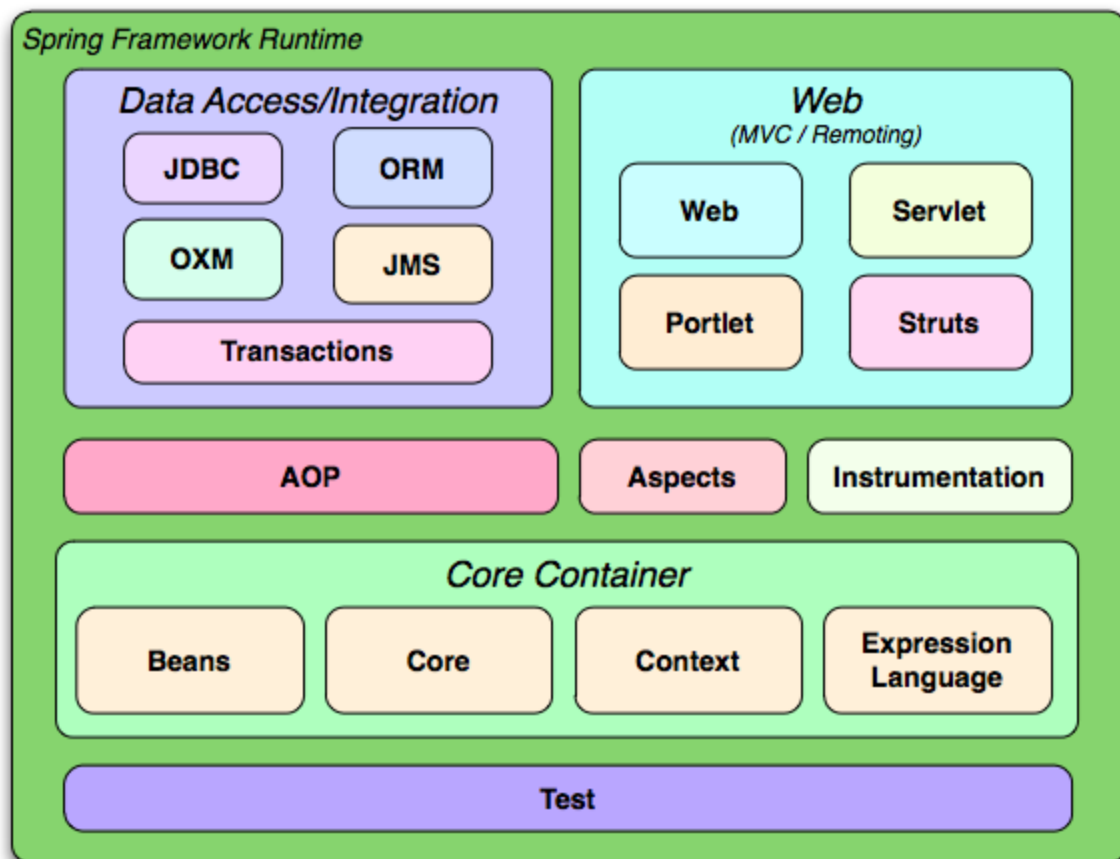 Spring Framework Runtime
Data Access/Integration
JDBC
ORM
OXM
JMS
Transactions
Web
(MVC / Remoting)
Web
Servlet
Portlet
Struts
AOP
Aspects
Instrumentation
Core Container
Beans
Core
Context
Expression
Language
Test